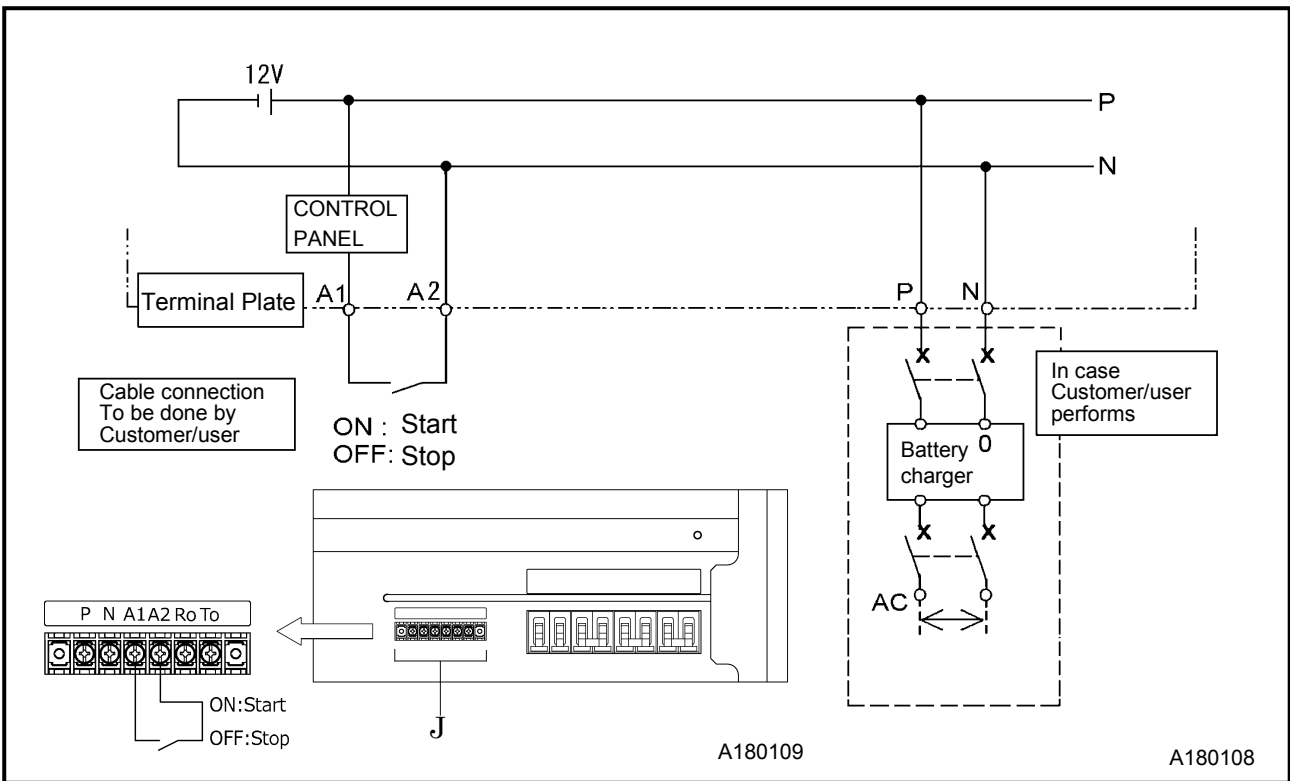 12V
P
N
CONTROL
PANEL
Terminal Plate
A1
A2
P
N
Cable connection
To be done by
Customer/user
ON : Start
OFF: Stop
In case
Customer/user
performs
Battery
charger
O
AC
P N A1 A2 Ro To
ON:Start
OFF:Stop
J
A180109
A180108